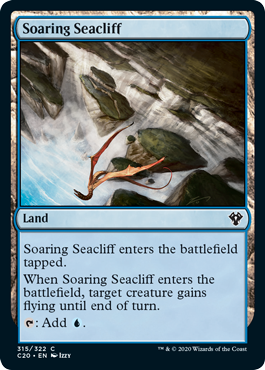 Soaring Seacliff
Land
Soaring Seacliff enters the battlefield
tapped.
When Soaring Seacliff enters the
battlefield, target creature gains
flying until end of turn.
: Add .
315/322 C
C20 • EN Izzy
™ & © 2020 Wizards of the Coast